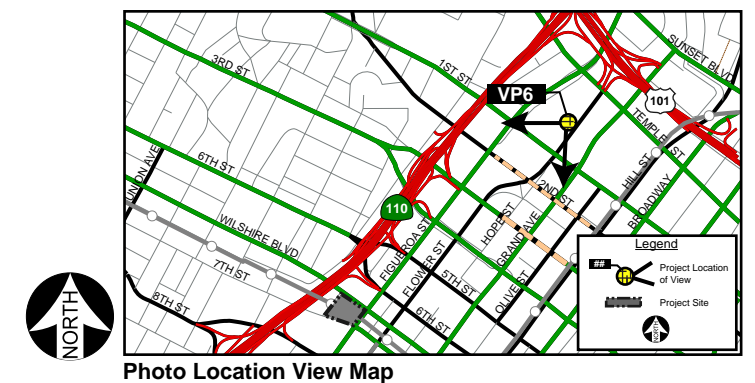 SUNSET BLVD
1ST ST
3RD ST
VP6
101
TEMPLE ST
6TH ST
UNION AVE
2ND ST
HILL ST
BROADWAY
110
HOPE ST
GRAND AVE
WILSHIRE BLVD
FIGUEROA ST
FLOWER ST
7TH ST
5TH ST
OLIVE ST
8TH ST
6TH ST
Legend
##
Project Location
of View
Project Site
NORTH
NORTH
Photo Location View Map